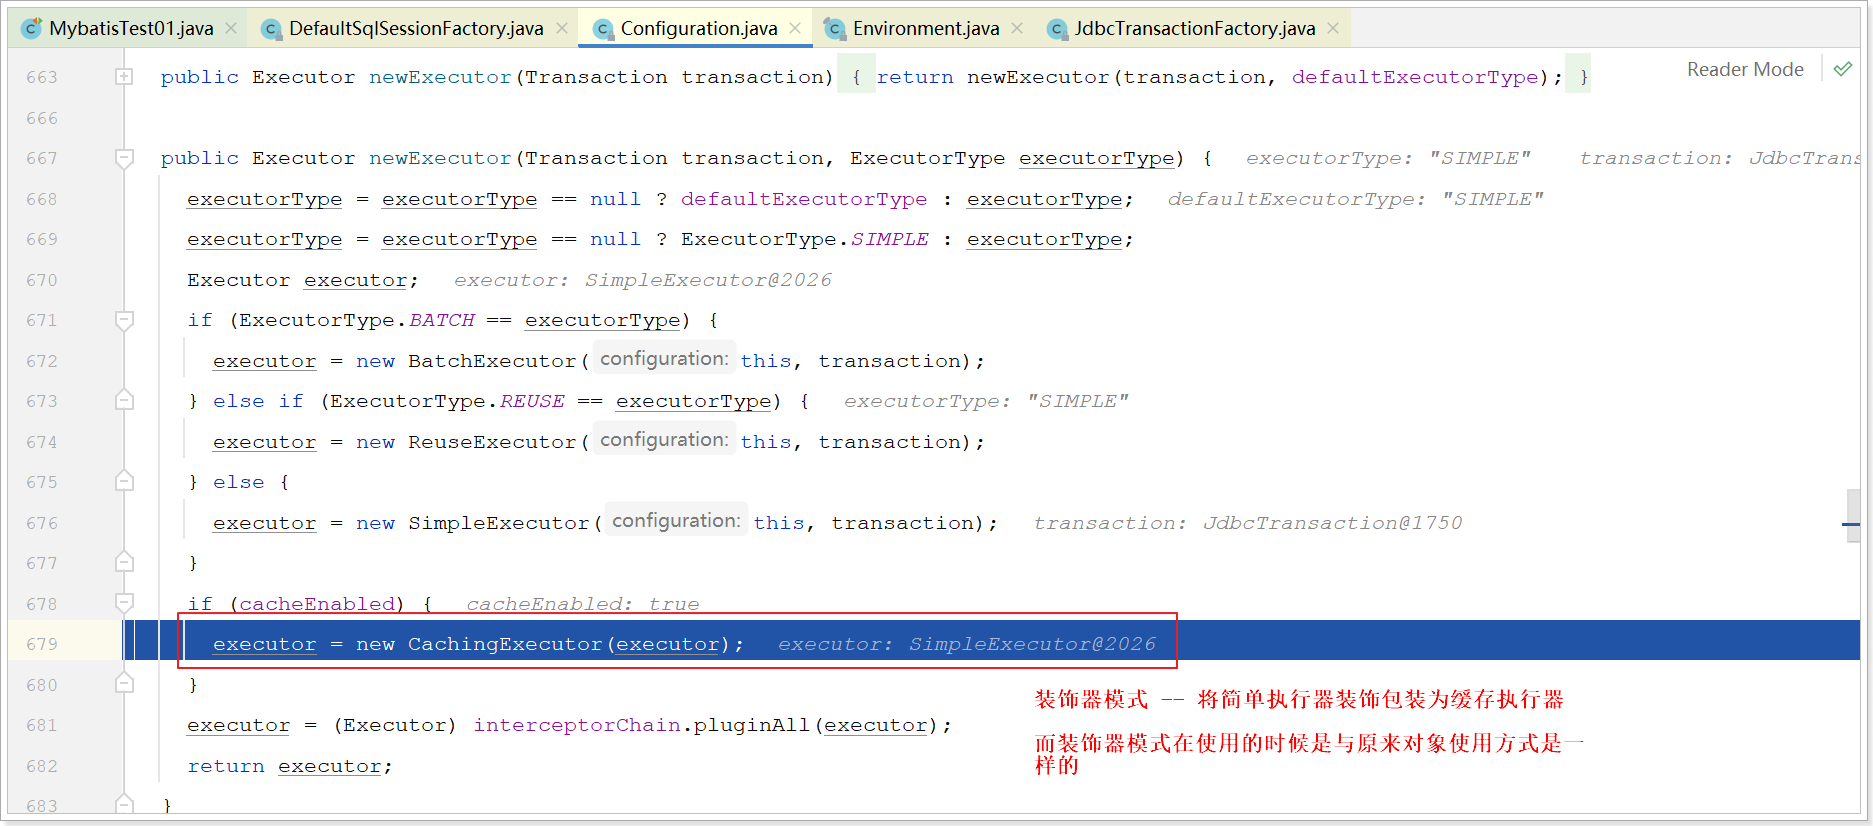 MybatisTest01.java DefaultSqlSessionFactory.java Configuration.java Environment.java JdbcTransactionFactory.java
663 public Executor newExecutor(Transaction transaction) { return newExecutor(transaction, defaultExecutorType); } Reader Mode
666
667 public Executor newExecutor(Transaction transaction, ExecutorType executorType) { executorType: "SIMPLE" transaction: JdbcTrans
668 executorType = executorType == null ? defaultExecutorType : executorType; defaultExecutorType: "SIMPLE"
669 executorType = executorType == null ? ExecutorType.SIMPLE : executorType;
670 Executor executor; executor: SimpleExecutor@2026
671 if (ExecutorType.BATCH == executorType) {
672 executor = new BatchExecutor( configuration: this, transaction);
673 } else if (ExecutorType.REUSE == executorType) { executorType: "SIMPLE"
674 executor = new ReuseExecutor( configuration: this, transaction);
675 } else {
676 executor = new SimpleExecutor( configuration: this, transaction); transaction: JdbcTransaction@1750
677 }
678 if (cacheEnabled) { cacheEnabled: true
679 executor = new CachingExecutor(executor); executor: SimpleExecutor@2026
680 }
装饰器模式 -- 将简单执行器装饰包装为缓存执行器
681 executor = (Executor) interceptorChain.pluginAll(executor);
而装饰器模式在使用的时候是与原来对象使用方式是一
样的
682 return executor;
683 }